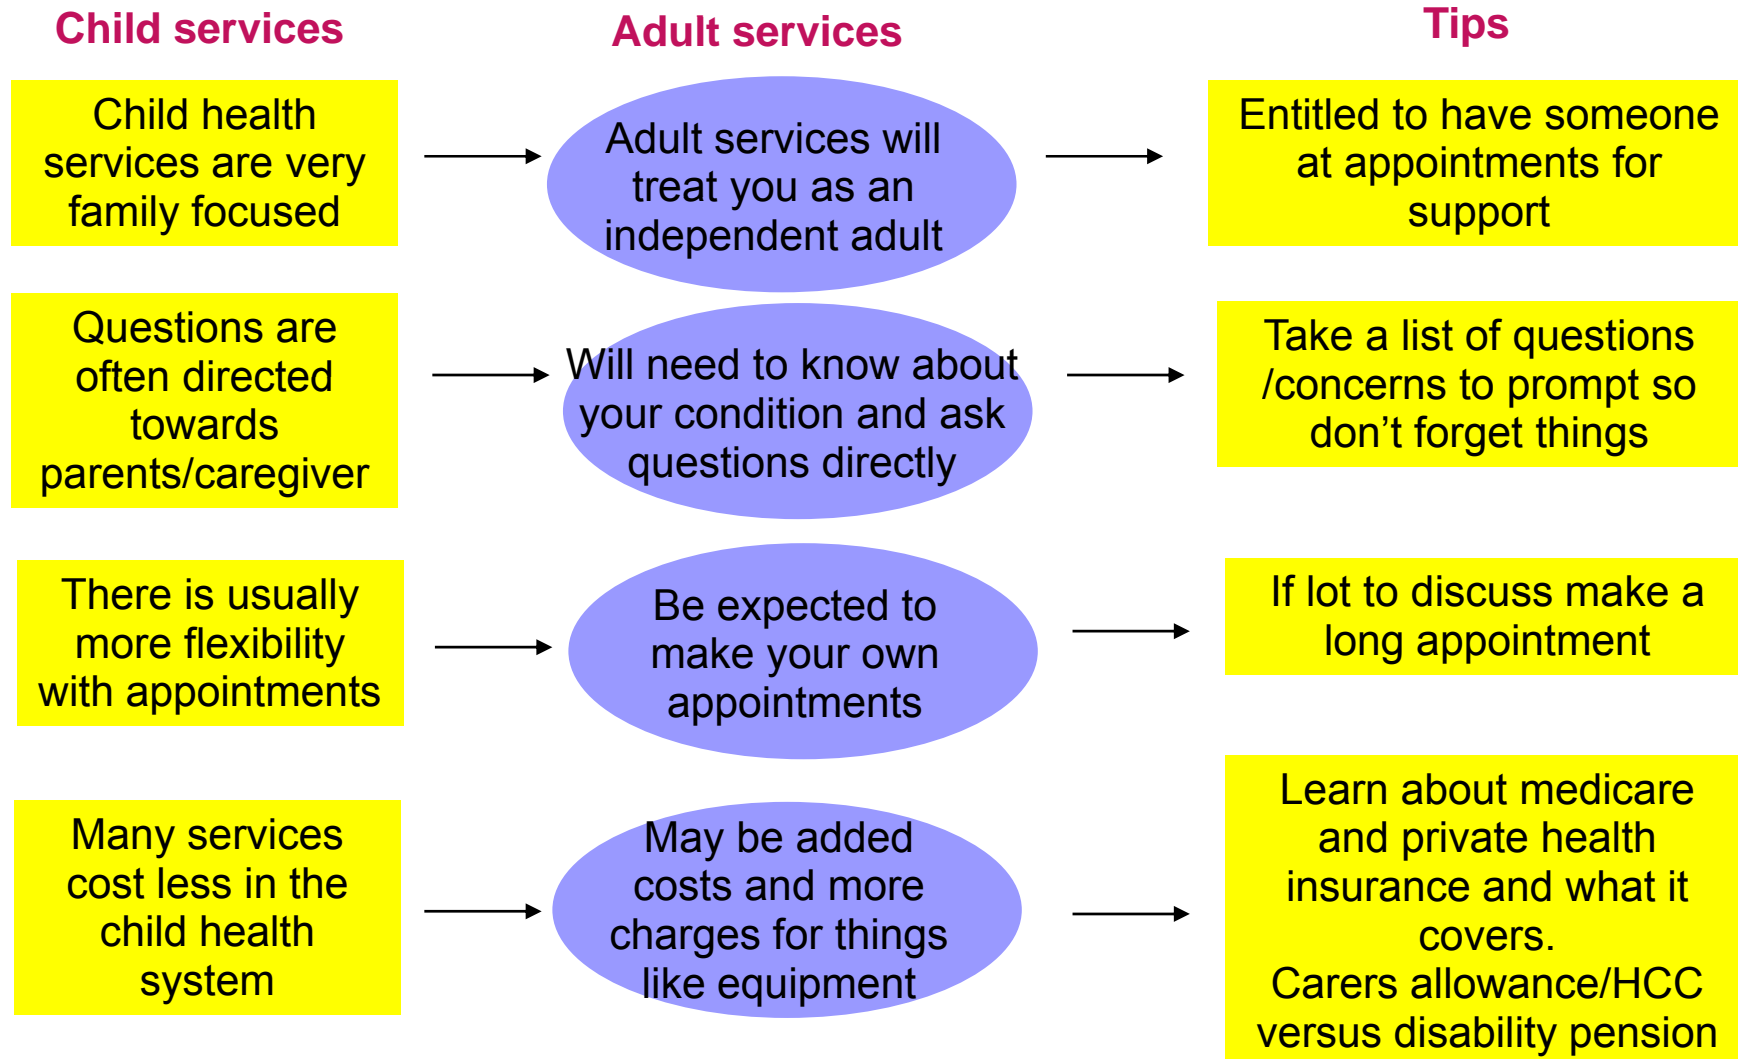 Child services
Adult services
Tips
Child health
services are very
family focused
Adult services will
treat you as an
independent adult
Entitled to have someone
at appointments for
support
Questions are
often directed
towards
parents/caregiver
Will need to know about
your condition and ask
questions directly
Take a list of questions
/concerns to prompt so
don’t forget things
There is usually
more flexibility
with appointments
Be expected to
make your own
appointments
If lot to discuss make a
long appointment
Many services
cost less in the
child health
system
May be added
costs and more
charges for things
like equipment
Learn about medicare
and private health
insurance and what it
covers.
Carers allowance/HCC
versus disability pension